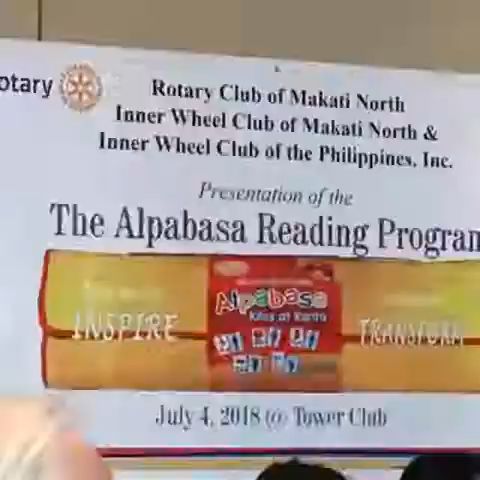 otary
Rotary Club of Makati North
Inner Wheel Club of Makati North &
Inner Wheel Club of the Philippines, Inc.
Presentation of the
The Alpabasa Reading Program
INSPIRE
Alpabasa
TRANSFORM
July 4, 2018 @ Tower Club